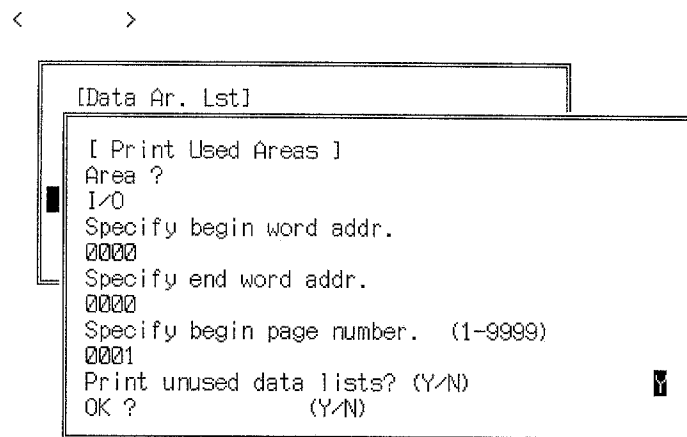 < >
[Data Ar. Lst]
[ Print Used Areas ]
Area ?
I/O
Specify begin word addr.
0000
Specify end word addr.
0000
Specify begin page number. (1-9999)
0001
Print unused data lists? (Y/N) Y
OK ? (Y/N)